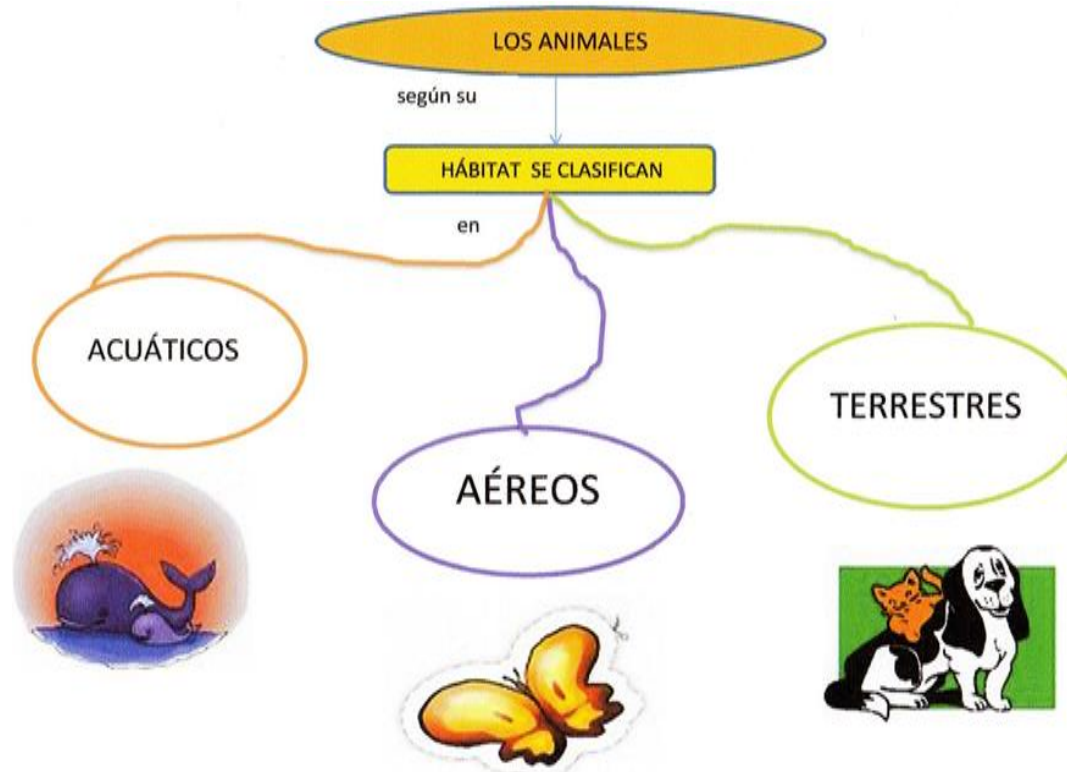 LOS ANIMALES
según su
HÁBITAT SE CLASIFICAN
en
ACUÁTICOS
AÉREOS
TERRESTRES